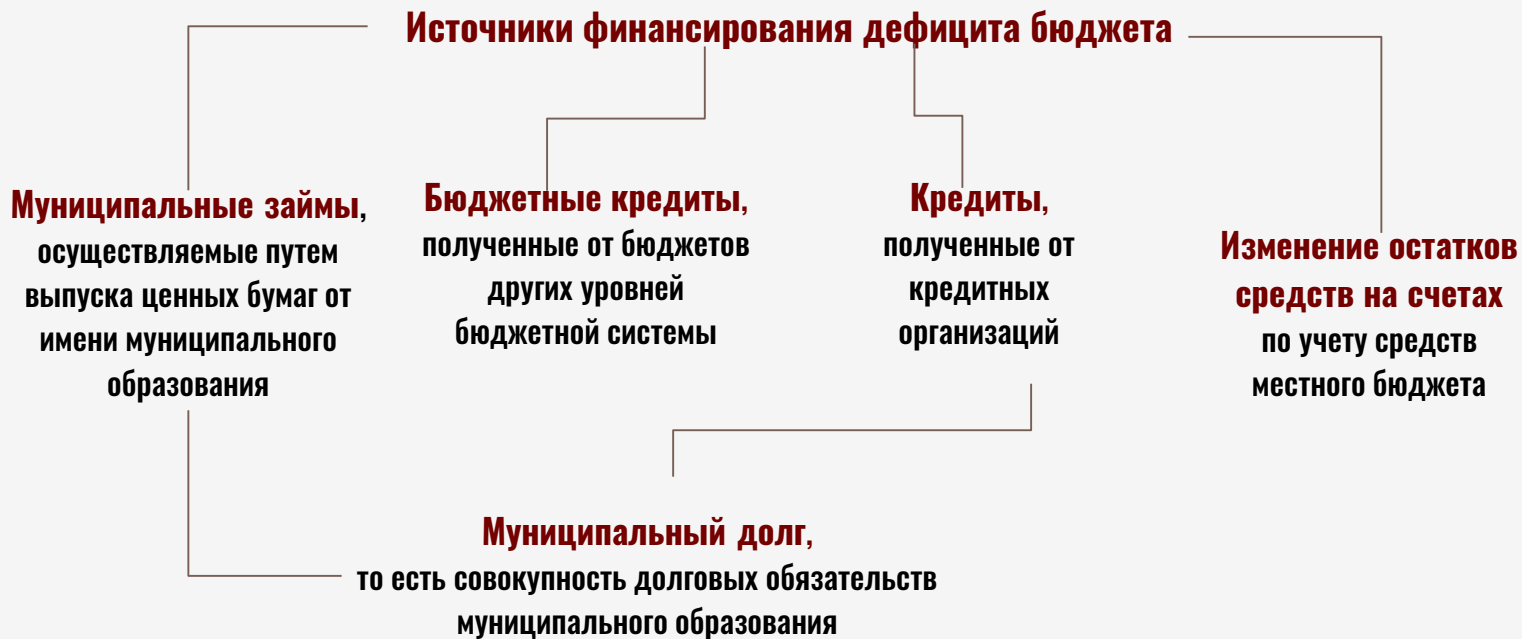 Источники финансирования дефицита бюджета
Муниципальные займы,
осуществляемые путем
выпуска ценных бумаг от
имени муниципального
образования
Бюджетные кредиты,
полученные от бюджетов
других уровней
бюджетной системы
Кредиты,
полученные от
кредитных
организаций
Изменение остатков
средств на счетах
по учету средств
местного бюджета
Муниципальный долг,
то есть совокупность долговых обязательств
муниципального образования